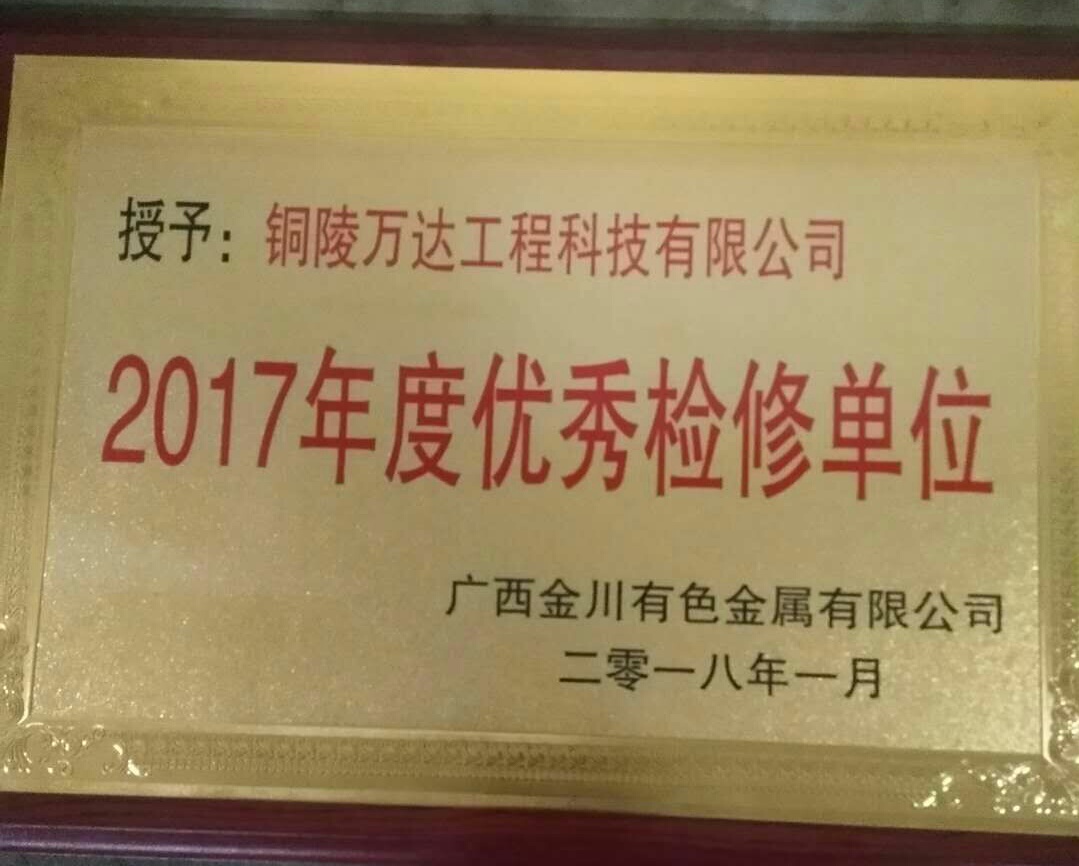 授予：铜陵万达工程科技有限公司
2017年度优秀检修单位
广西金川有色金属有限公司
二零一八年一月